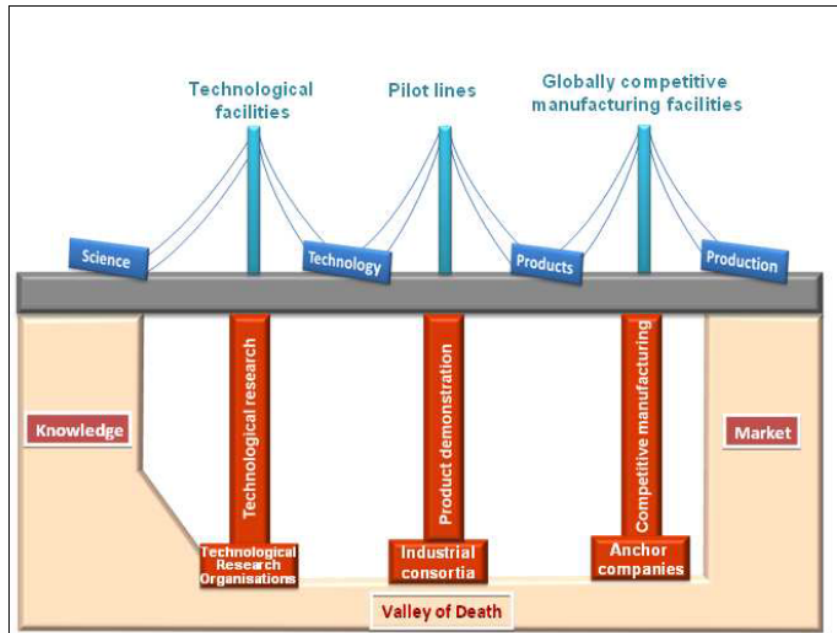 Technological
facilities
Pilot lines
Globally competitive
manufacturing facilities
Science
Technology
Products
Production
Technological research
Product demonstration
Competitive manufacturing
Knowledge
Market
Technological
Research
Organisations
Industrial
consortia
Anchor
companies
Valley of Death